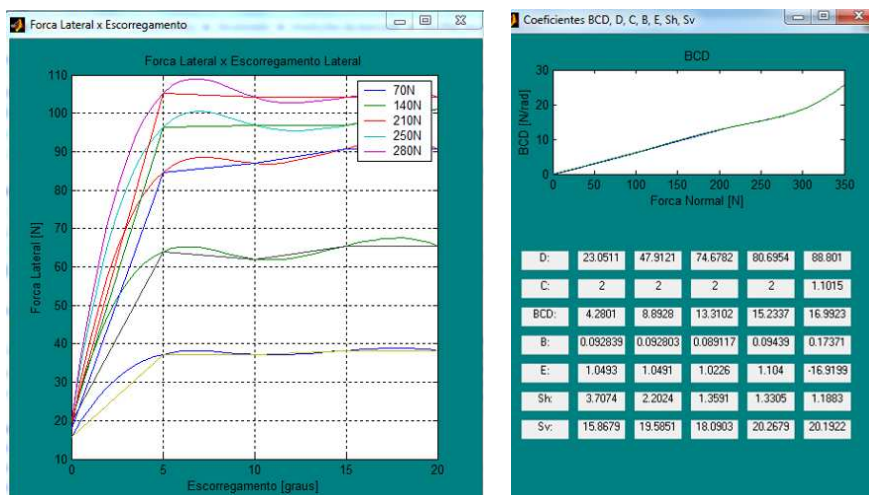 Forca Lateral x Escorregamento
Forca Lateral x Escorregamento Lateral
110
100
90
80
70
60
50
40
30
20
10
Forca Lateral [N]
70N
140N
210N
250N
280N
0 5 10 15 20
Escorregamento [graus]
Coeficientes BCD, D, C, B, E, Sh, Sv
BCD
30
20
10
0
BCD [N/rad]
0 50 100 150 200 250 300 350
Forca Normal [N]
D: 23.0511 47.9121 74.6782 80.6954 88.801
C: 2 2 2 2 1.1015
BCD: 4.2801 8.8928 13.3102 15.2337 16.9923
B: 0.092839 0.092803 0.089117 0.09439 0.17371
E: 1.0493 1.0491 1.0226 1.104 -16.9199
Sh: 3.7074 2.2024 1.3591 1.3305 1.1883
Sv: 15.8679 19.5851 18.0903 20.2679 20.1922